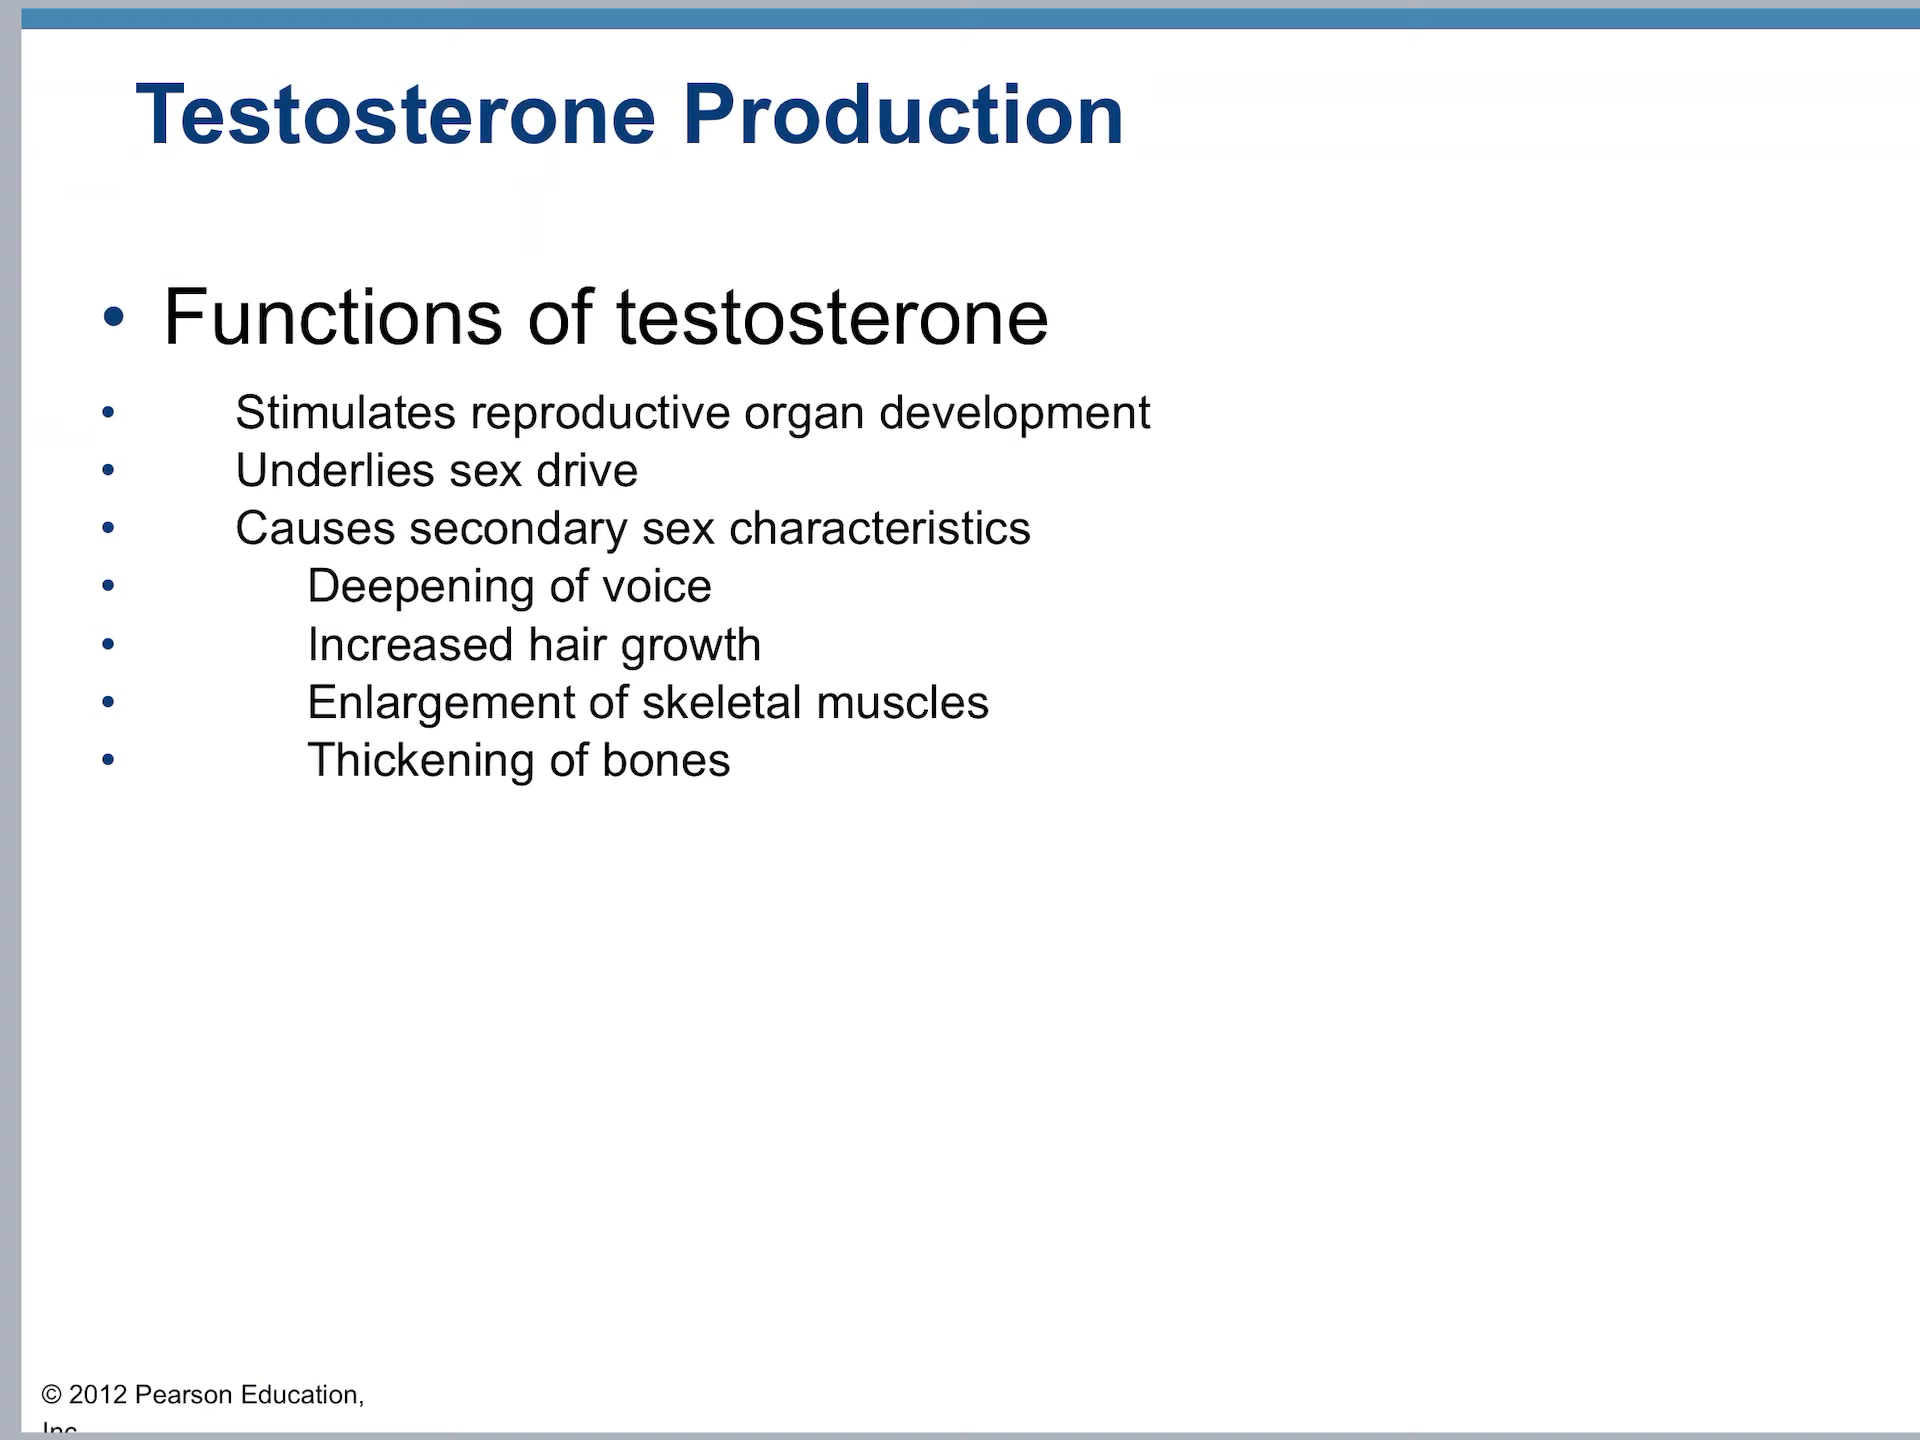 Testosterone Production
• Functions of testosterone
• Stimulates reproductive organ development
• Underlies sex drive
• Causes secondary sex characteristics
• Deepening of voice
• Increased hair growth
• Enlargement of skeletal muscles
• Thickening of bones
© 2012 Pearson Education,
Inc